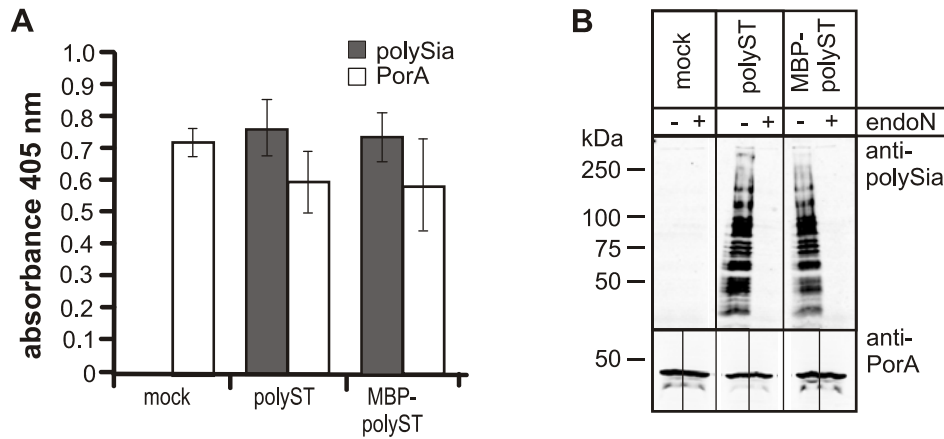 A
absorbance 405 nm
1.0
0.9
0.8
0.7
0.6
0.5
0.4
0.3
0.2
0.1
0
polySia
PorA
mock
polyST
MBP-
polyST
B
mock
polyST
MBP-
polyST
- + - + - + endoN
kDa
250
100
75
50
anti-
polySia
50
anti-
PorA